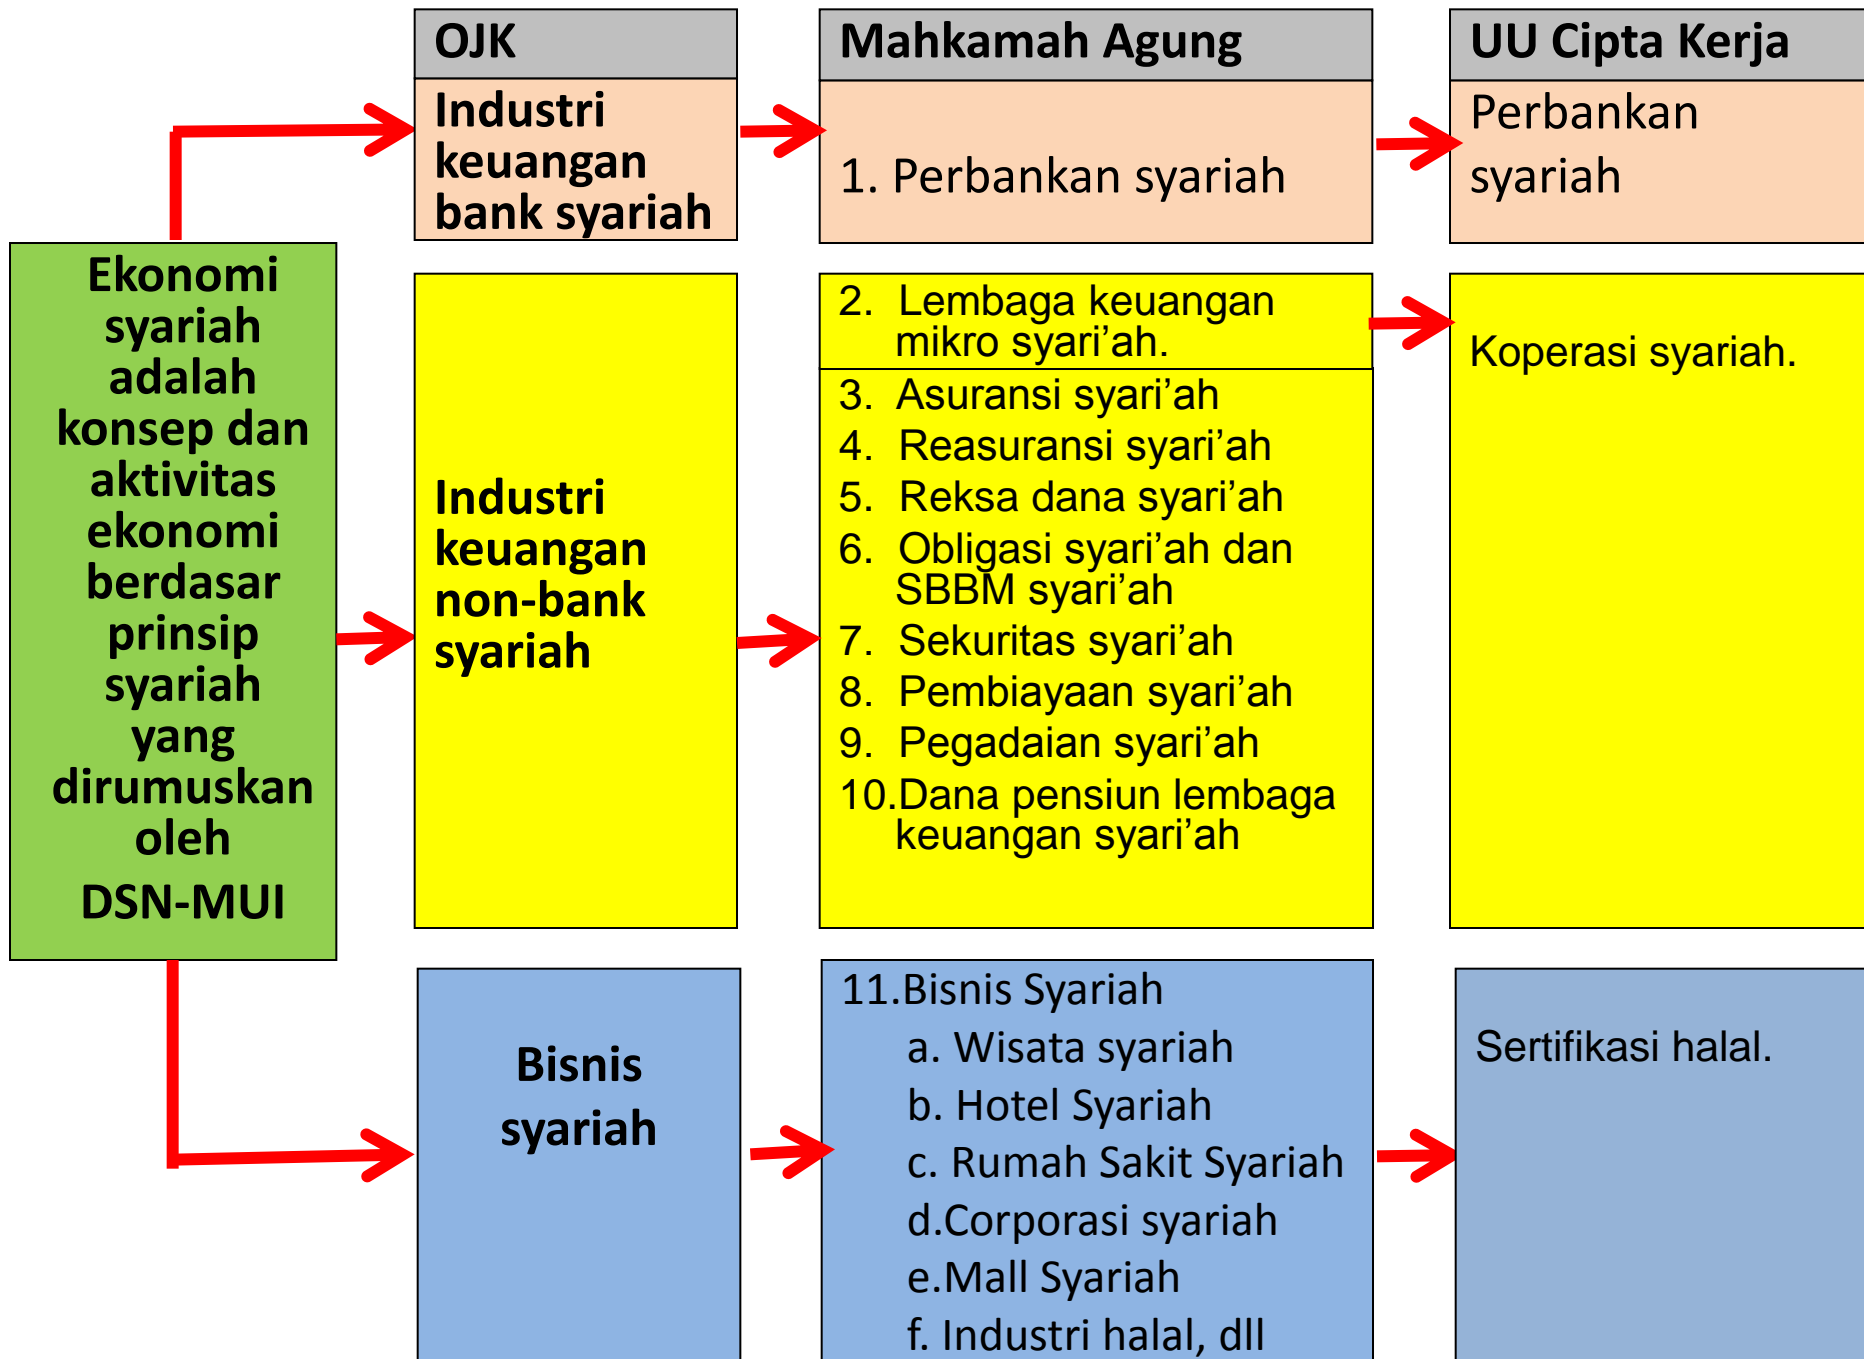 OJK
Mahkamah Agung
UU Cipta Kerja
Industri
keuangan
bank syariah
1. Perbankan syariah
Perbankan
syariah
Ekonomi
syariah
adalah
konsep dan
aktivitas
ekonomi
berdasar
prinsip
syariah
yang
dirumuskan
oleh
DSN-MUI
Industri
keuangan
non-bank
syariah
2. Lembaga keuangan
mikro syari’ah.
3. Asuransi syari’ah
4. Reasuransi syari’ah
5. Reksa dana syari’ah
6. Obligasi syari’ah dan
SBBM syari’ah
7. Sekuritas syari’ah
8. Pembiayaan syari’ah
9. Pegadaian syari’ah
10.Dana pensiun lembaga
keuangan syari’ah
Koperasi syariah.
Bisnis
syariah
11.Bisnis Syariah
a. Wisata syariah
b. Hotel Syariah
c. Rumah Sakit Syariah
d.Corporasi syariah
e.Mall Syariah
f. Industri halal, dll
Sertifikasi halal.